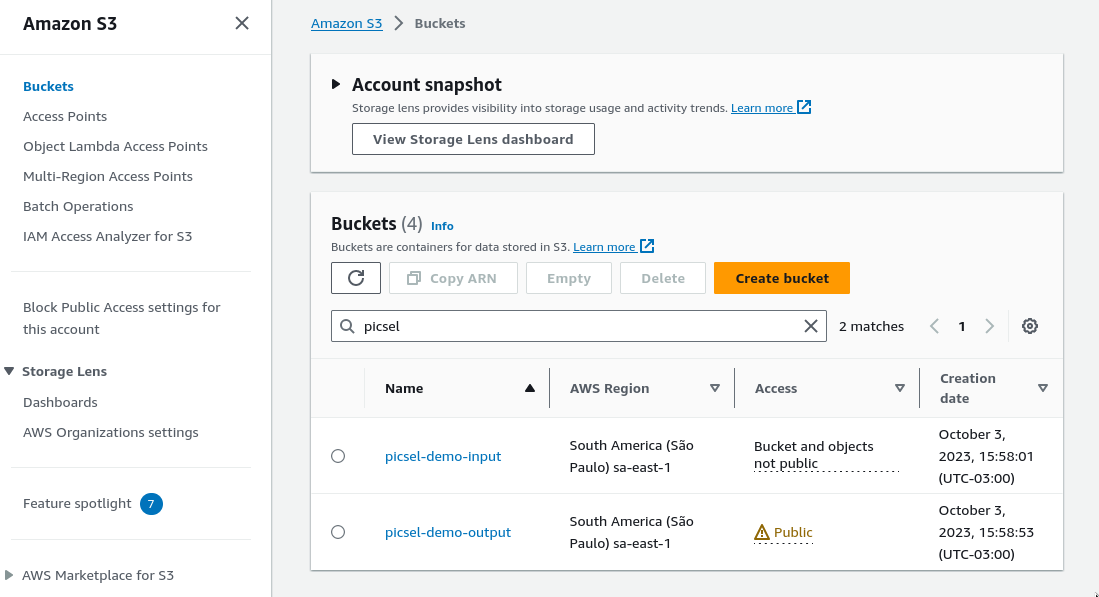 Amazon S3
Buckets
Access Points
Object Lambda Access Points
Multi-Region Access Points
Batch Operations
IAM Access Analyzer for S3
Block Public Access settings for
this account
Storage Lens
Dashboards
AWS Organizations settings
Feature spotlight 7
AWS Marketplace for S3
Amazon S3 > Buckets
Account snapshot
Storage lens provides visibility into storage usage and activity trends. Learn more
View Storage Lens dashboard
Buckets (4) Info
Buckets are containers for data stored in S3. Learn more
Copy ARN Empty Delete Create bucket
picsel 2 matches 1
Name AWS Region Access Creation
date
picsel-demo-input
South America (São
Paulo) sa-east-1
Bucket and objects
not public
October 3,
2023, 15:58:01
(UTC-03:00)
picsel-demo-output
South America (São
Paulo) sa-east-1
Public
October 3,
2023, 15:58:53
(UTC-03:00)